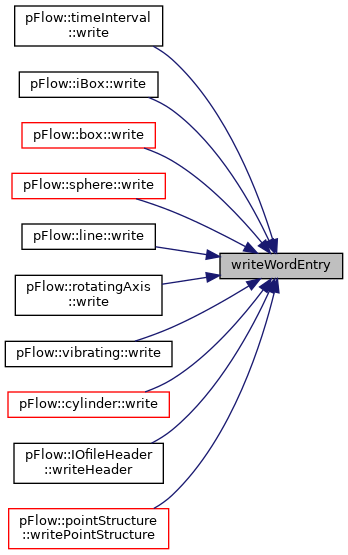 pFlow::timeInterval
::write
pFlow::iBox::write
pFlow::box::write
pFlow::sphere::write
pFlow::line::write
writeWordEntry
pFlow::rotatingAxis
::write
pFlow::vibrating::write
pFlow::cylinder::write
pFlow::IOfileHeader
::writeHeader
pFlow::pointStructure
::writePointStructure